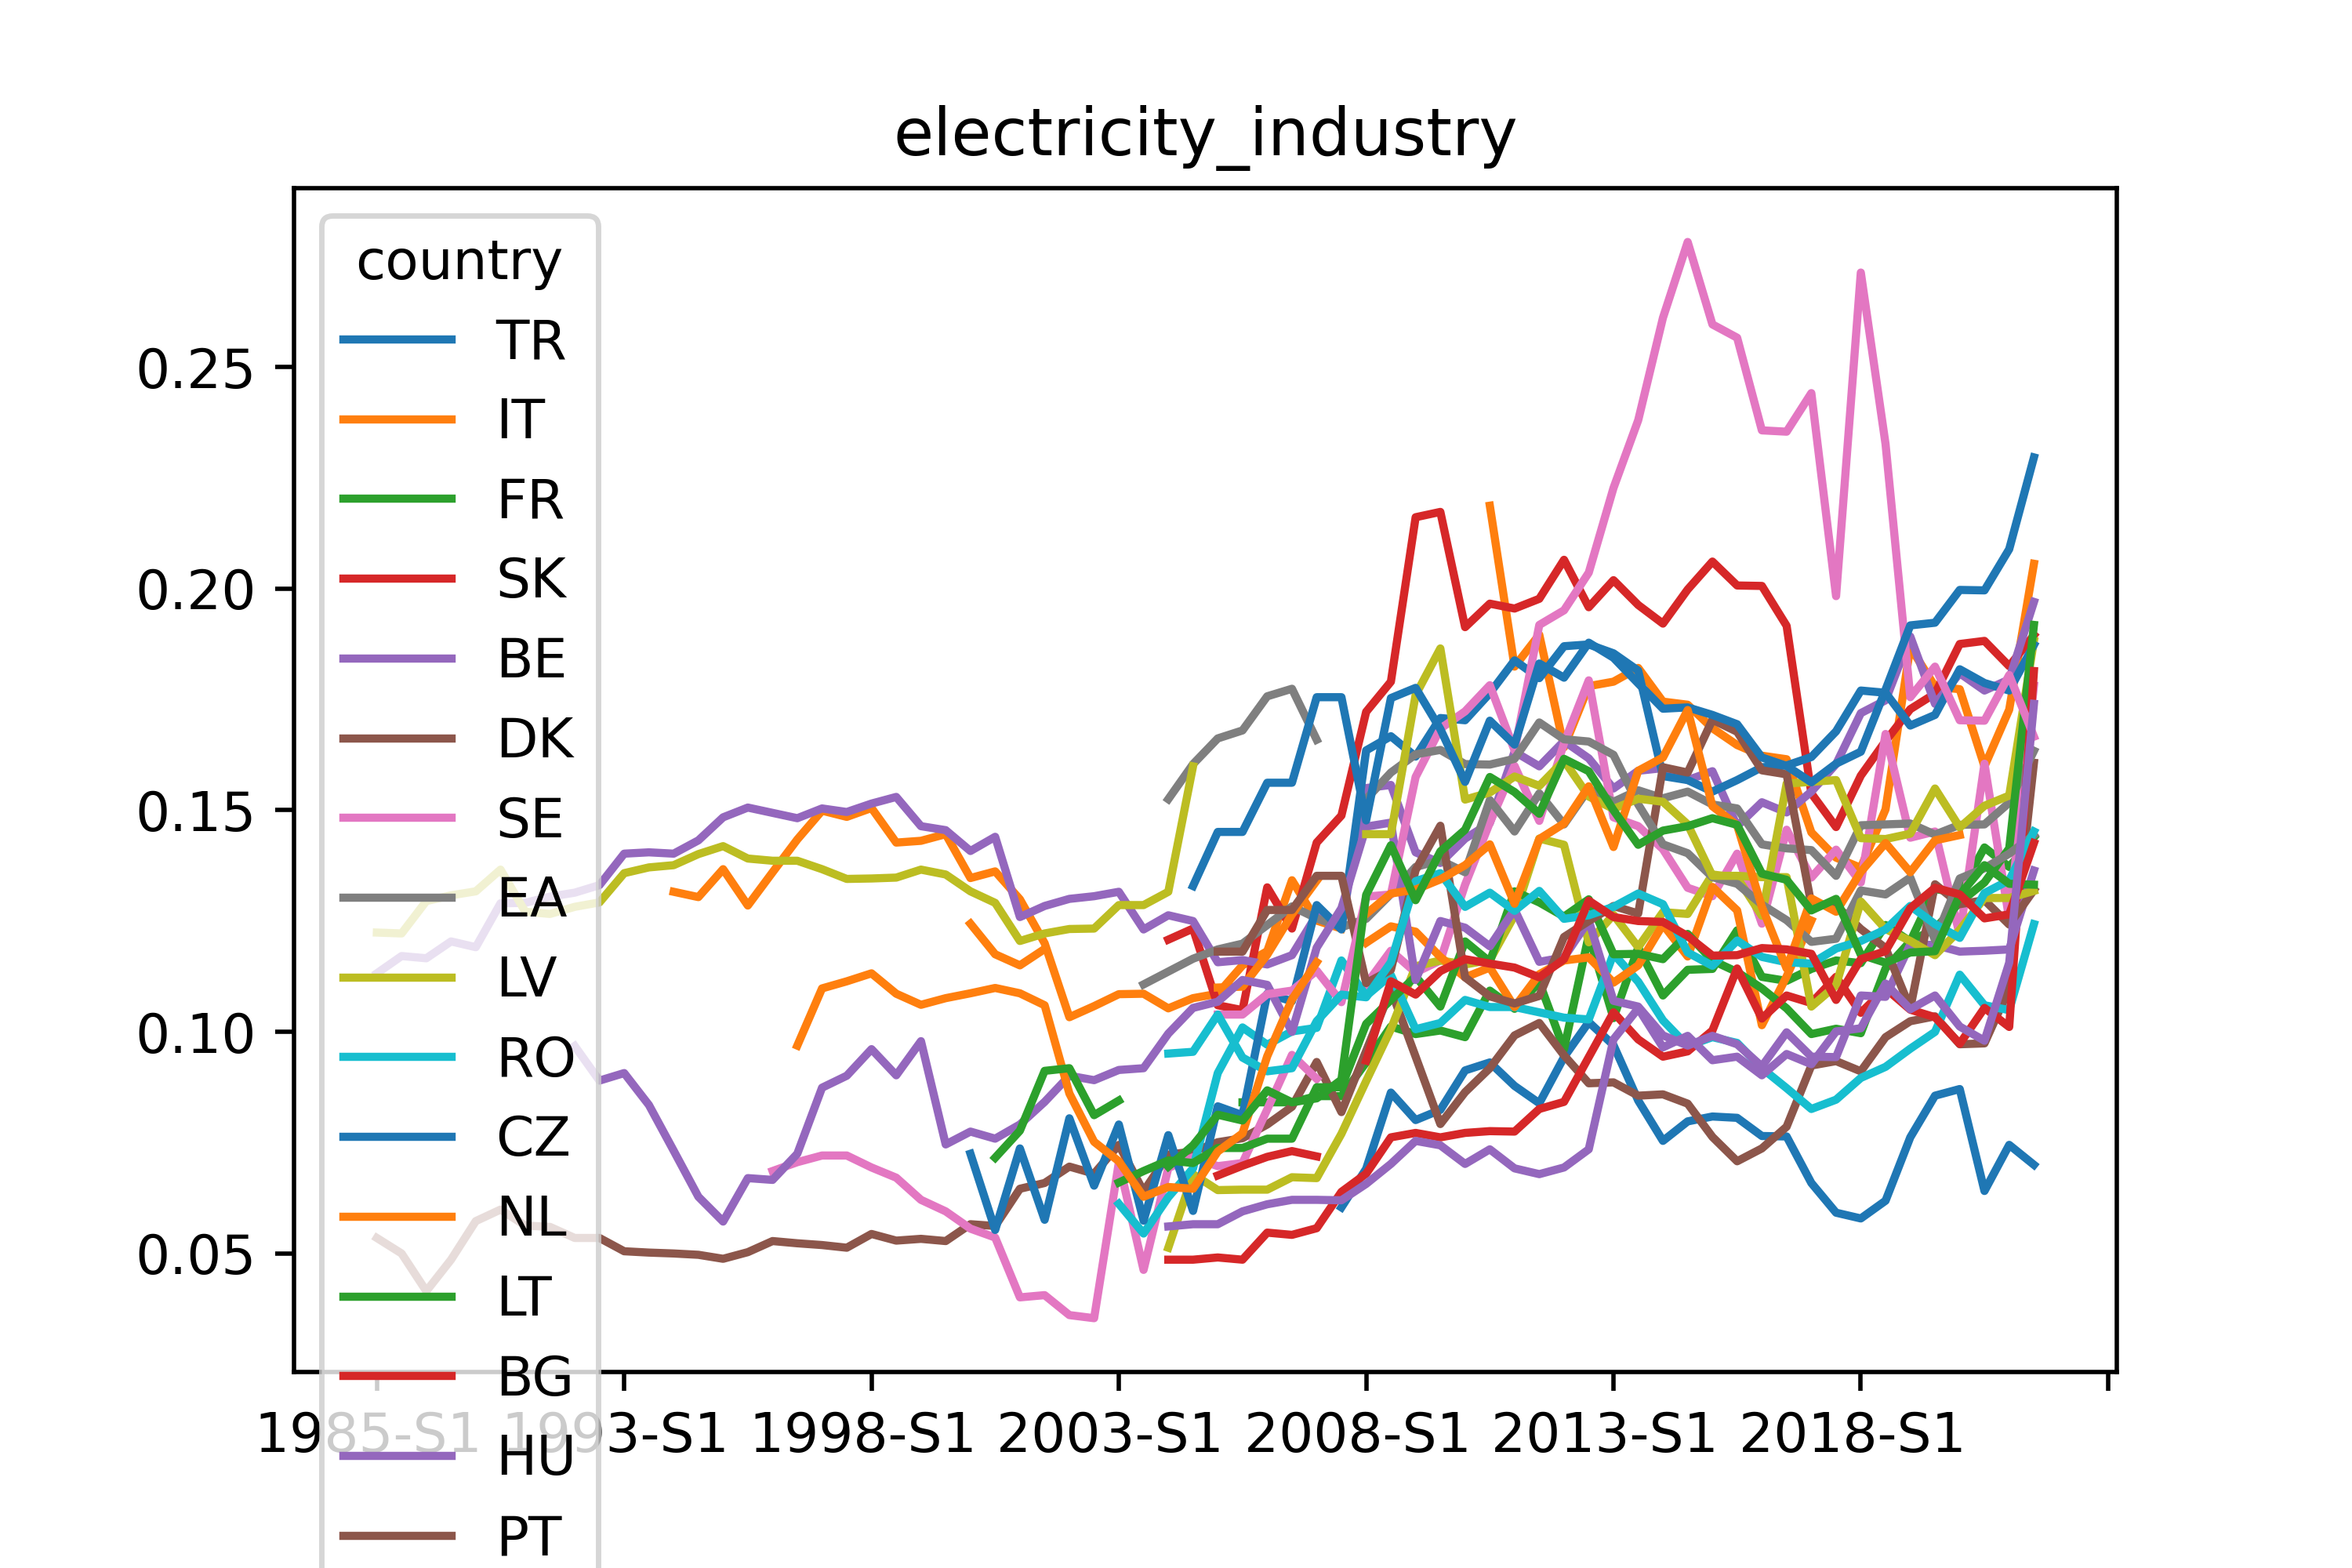 electricity_industry
country
TR
IT
FR
SK
BE
DK
SE
EA
LV
RO
CZ
NL
LT
BG
HU
PT
0.25
0.20
0.15
0.10
0.05
1985-S1 1993-S1 1998-S1 2003-S1 2008-S1 2013-S1 2018-S1